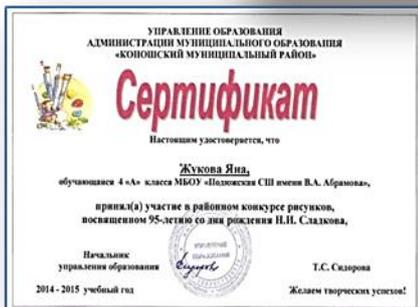 УПРАВЛЕНИЕ ОБРАЗОВАНИЯ
АДМИНИСТРАЦИИ МУНИЦИПАЛЬНОГО ОБРАЗОВАНИЯ
«КОНОШСКИЙ МУНИЦИПАЛЬНЫЙ РАЙОН»
Сертификат
Настоящим удостоверяется, что
Жукова Яна,
обучающаяся 4 «А» класса МБОУ «Подюжская СШ имени В.А. Абрамова»,
принял(а) участие в районном конкурсе рисунков,
посвященном 95-летию со дня рождения Н.И. Сладкова,
Начальник
управления образования
УПРАВЛЕНИЕ
ОБРАЗОВАНИЯ
Т.С. Сидорова
2014 - 2015 учебный год
Желаем творческих успехов!